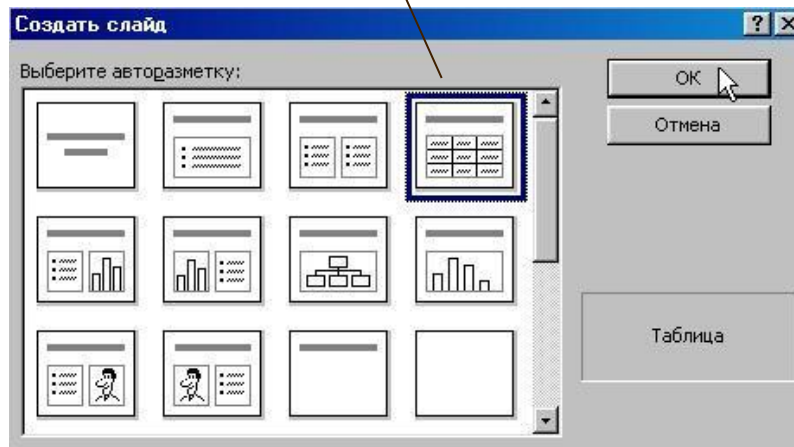 Создать слайд
Выберите авторазметку:
ОК
Отмена
Таблица